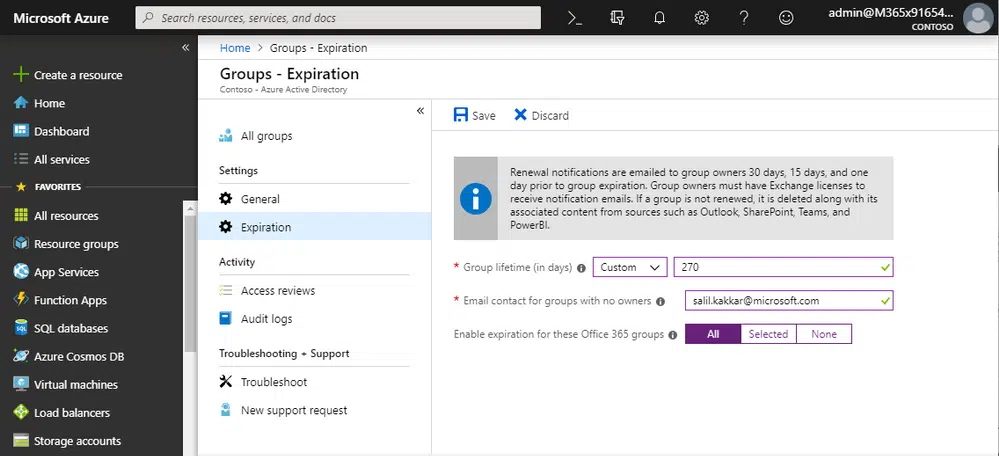 Microsoft Azure
Search resources, services, and docs
admin@M365x91654...
CONTOSO
Create a resource
Home
Dashboard
All services
FAVORITES
All resources
Resource groups
App Services
Function Apps
SQL databases
Azure Cosmos DB
Virtual machines
Load balancers
Storage accounts
Home > Groups - Expiration
Groups - Expiration
Contoso - Azure Active Directory
All groups
Settings
General
Expiration
Activity
Access reviews
Audit logs
Troubleshooting + Support
Troubleshoot
New support request
Save Discard
Renewal notifications are emailed to group owners 30 days, 15 days, and one
day prior to group expiration. Group owners must have Exchange licenses to
receive notification emails. If a group is not renewed, it is deleted along with its
associated content from sources such as Outlook, SharePoint, Teams, and
PowerBI.
* Group lifetime (in days) Custom 270
* Email contact for groups with no owners salil.kakkar@microsoft.com
Enable expiration for these Office 365 groups All Selected None